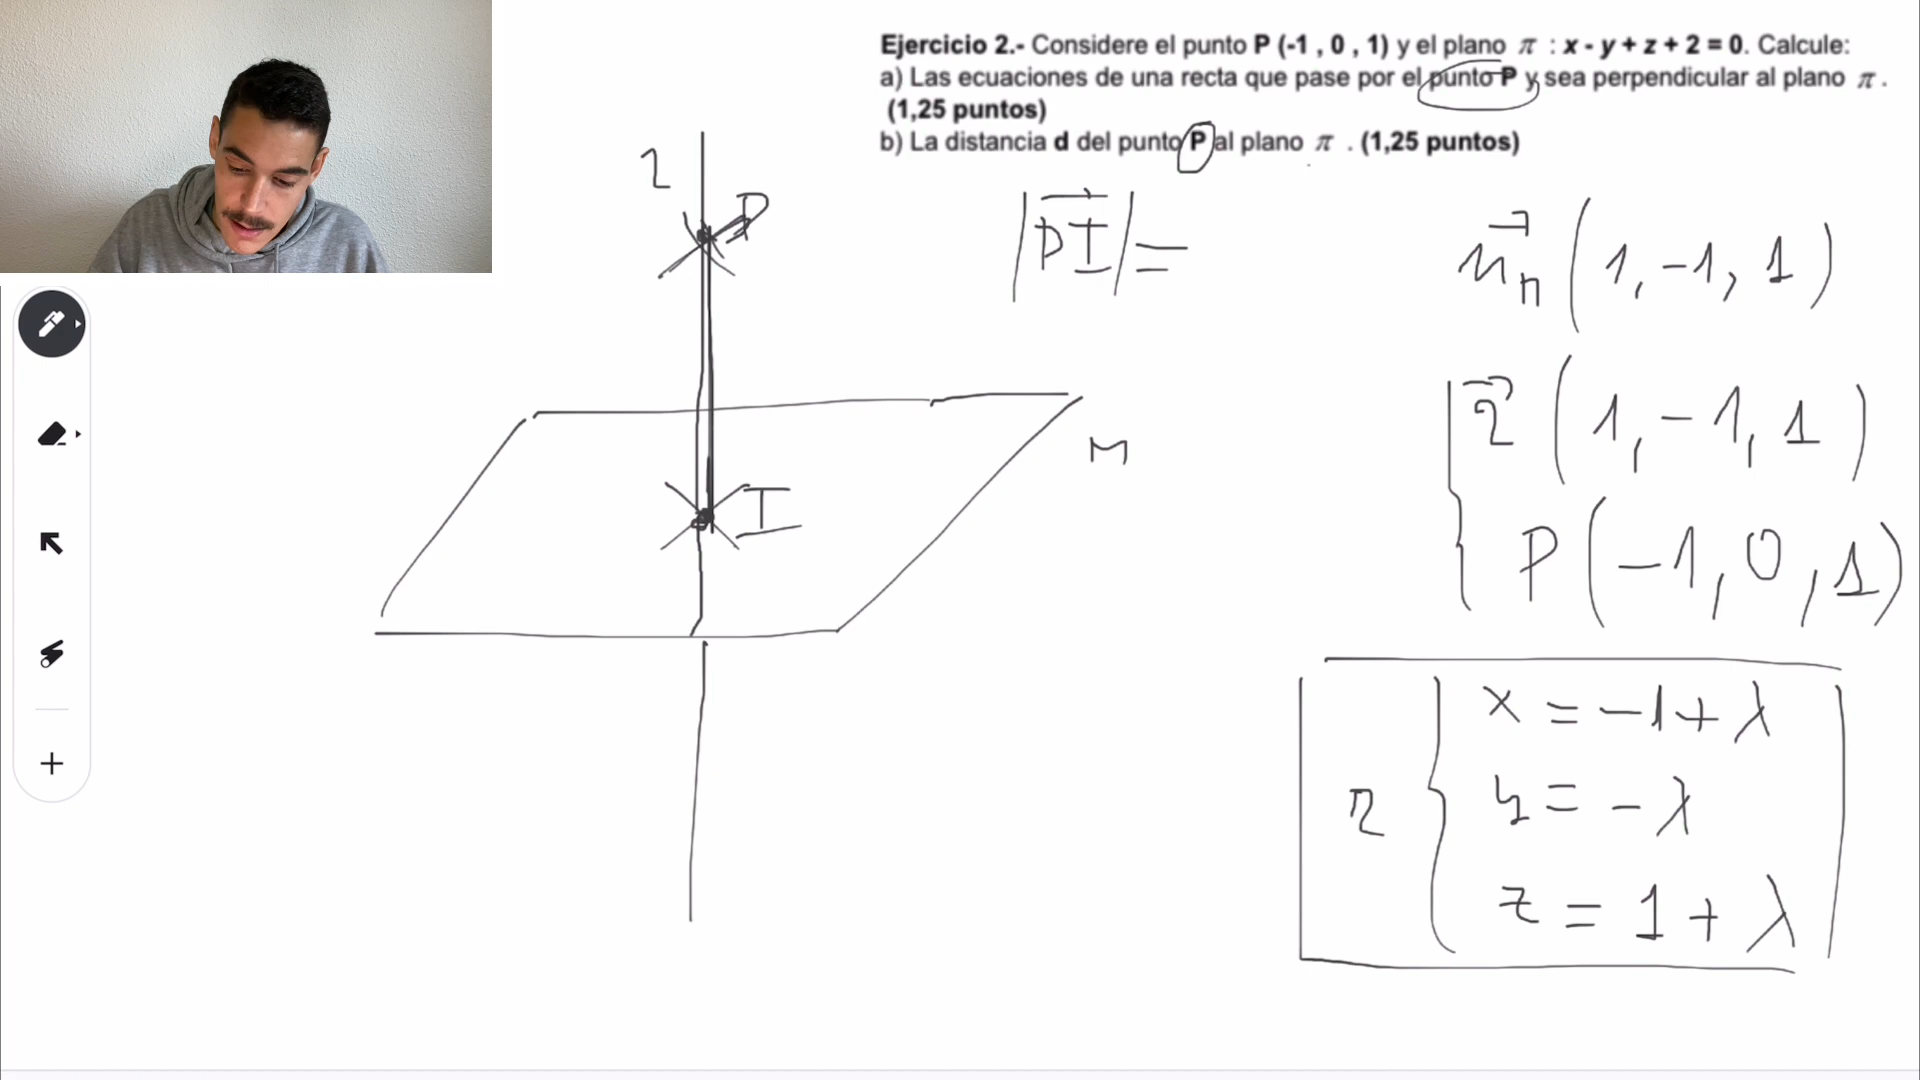 Ejercicio 2.- Considere el punto P (-1 , 0 , 1) y el plano π : x - y + z + 2 = 0. Calcule:
a) Las ecuaciones de una recta que pase por el punto P y sea perpendicular al plano π .
(1,25 puntos)
b) La distancia d del punto P al plano π . (1,25 puntos)
r
P
I
π
|PI| =
n⃗π (1, -1, 1)
r⃗ (1, -1, 1)
P (-1, 0, 1)
r { x = -1 + λ
y = -λ
z = 1 + λ